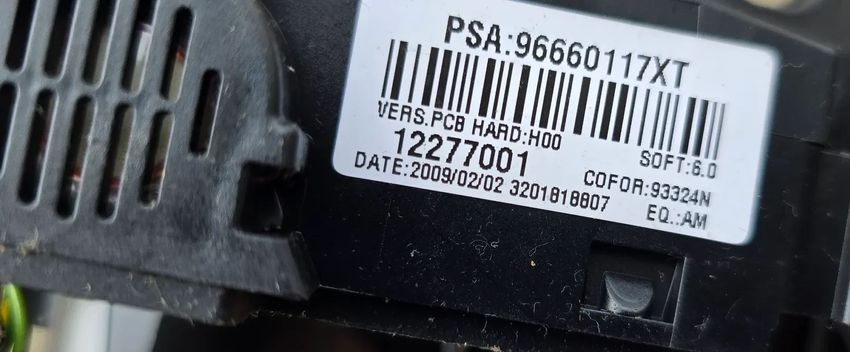 PSA:96660117XT
VERS.PCB HARD:H00 SOFT:6.0
12277001 COFOR:93324N
DATE:2009/02/02 3201818807 EQ.:AM